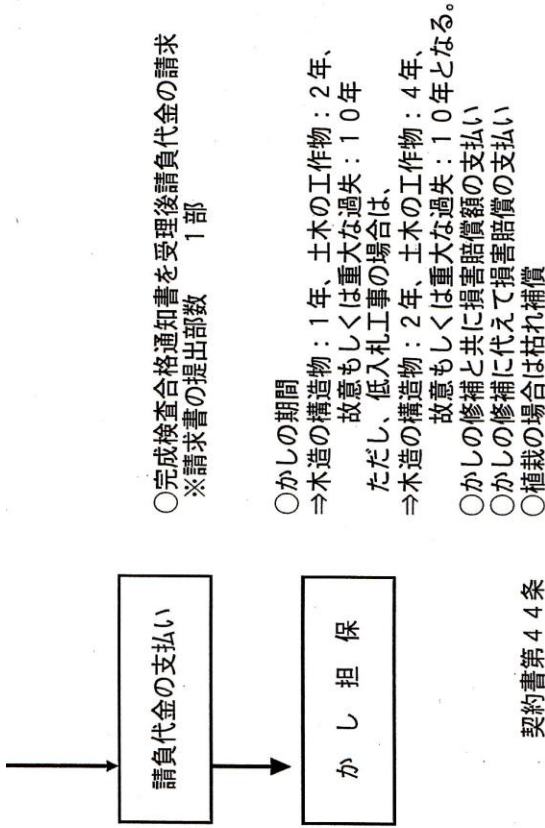 請負代金の支払い
○完成検査合格通知書を受理後請負代金の請求
※請求書の提出部数　１部
かし担保
○かしの期間
⇒木造の構造物：１年、土木の工作物：２年、
故意もしくは重大な過失：１０年
ただし、低入札工事の場合は、
⇒木造の構造物：２年、土木の工作物：４年、
故意もしくは重大な過失：１０年となる。
○かしの修補と共に損害賠償額の支払い
○かしの修補に代えて損害賠償の支払い
○植栽の場合は枯れ補償
契約書第４４条